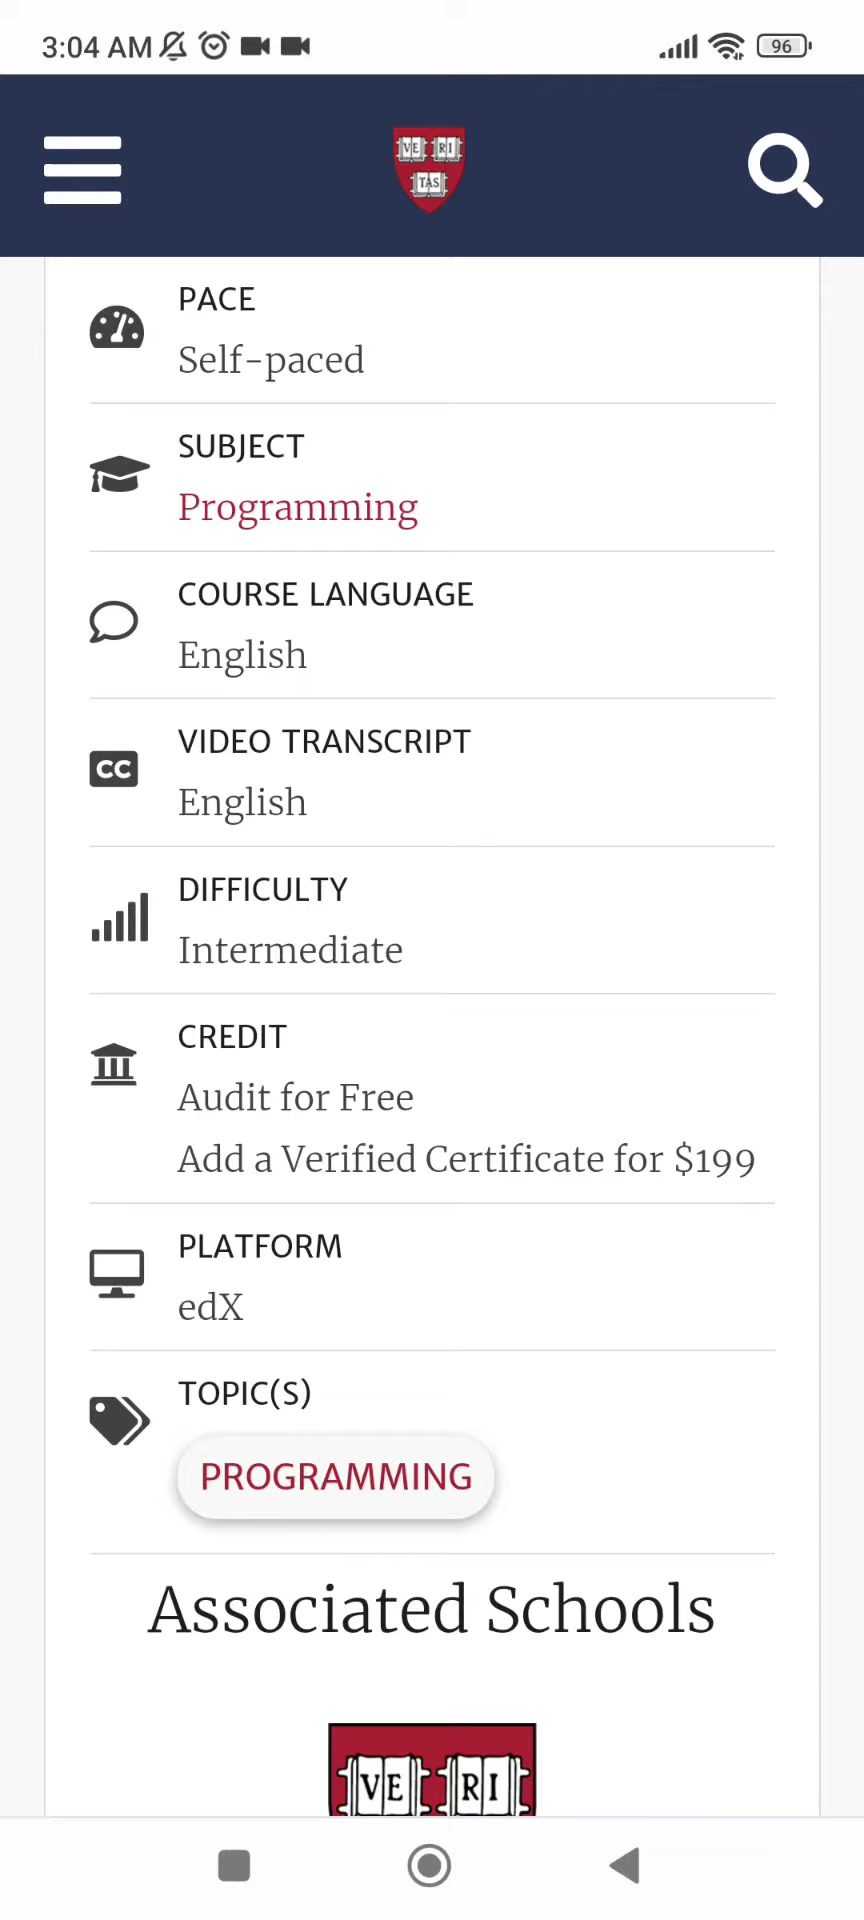 3:04 AM
96
VE RI
TAS
PACE
Self-paced
SUBJECT
Programming
COURSE LANGUAGE
English
VIDEO TRANSCRIPT
CC
English
DIFFICULTY
Intermediate
CREDIT
Audit for Free
Add a Verified Certificate for $199
PLATFORM
edX
TOPIC(S)
PROGRAMMING
Associated Schools
VE RI